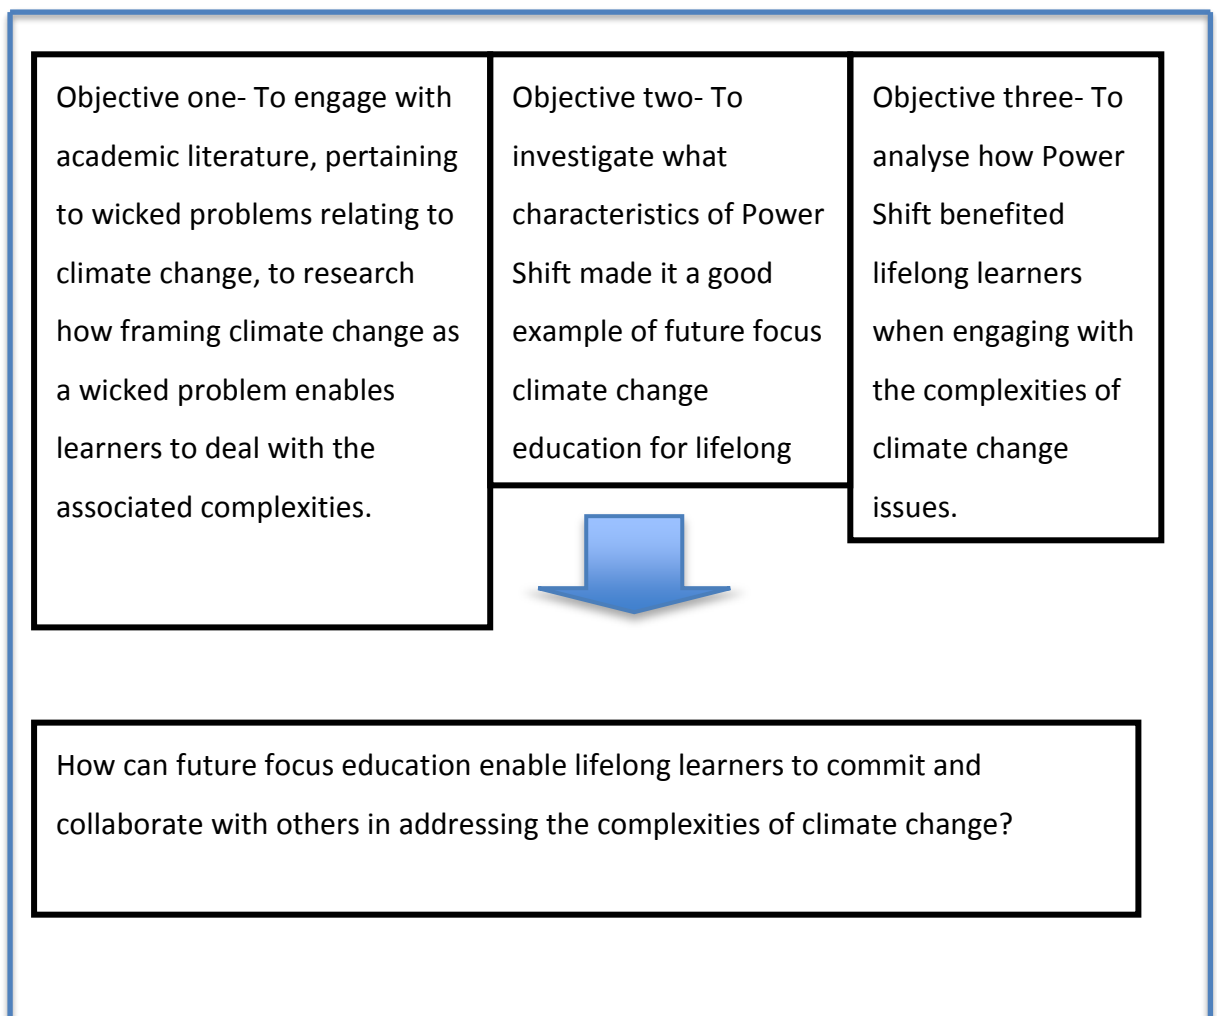 Objective one- To engage with
academic literature, pertaining
to wicked problems relating to
climate change, to research
how framing climate change as
a wicked problem enables
learners to deal with the
associated complexities.
Objective two- To
investigate what
characteristics of Power
Shift made it a good
example of future focus
climate change
education for lifelong
Objective three- To
analyse how Power
Shift benefited
lifelong learners
when engaging with
the complexities of
climate change
issues.
How can future focus education enable lifelong learners to commit and
collaborate with others in addressing the complexities of climate change?